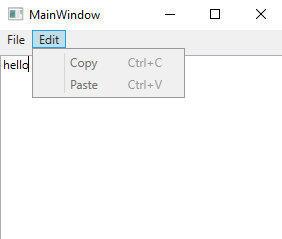 MainWindow
File Edit
hello
Copy Ctrl+C
Paste Ctrl+V